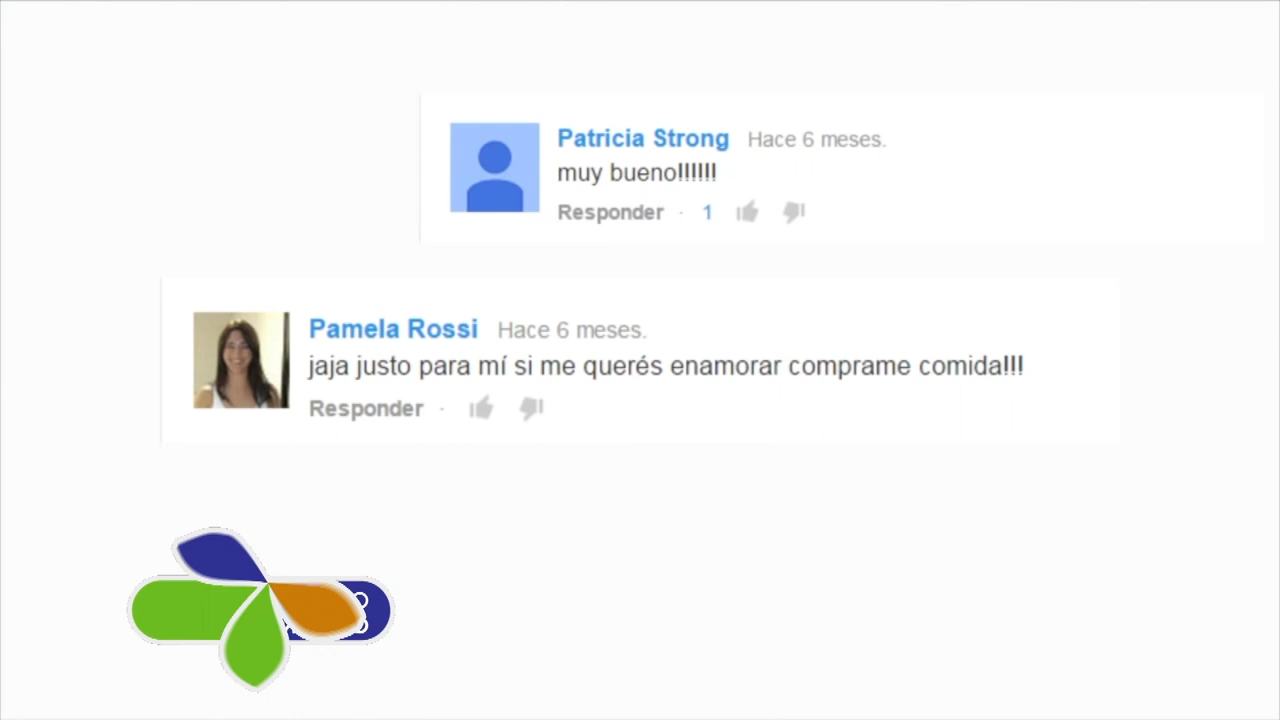 Patricia Strong Hace 6 meses.
muy bueno!!!!!!
Responder · 1
Pamela Rossi Hace 6 meses.
jaja justo para mí si me querés enamorar comprame comida!!!
Responder ·